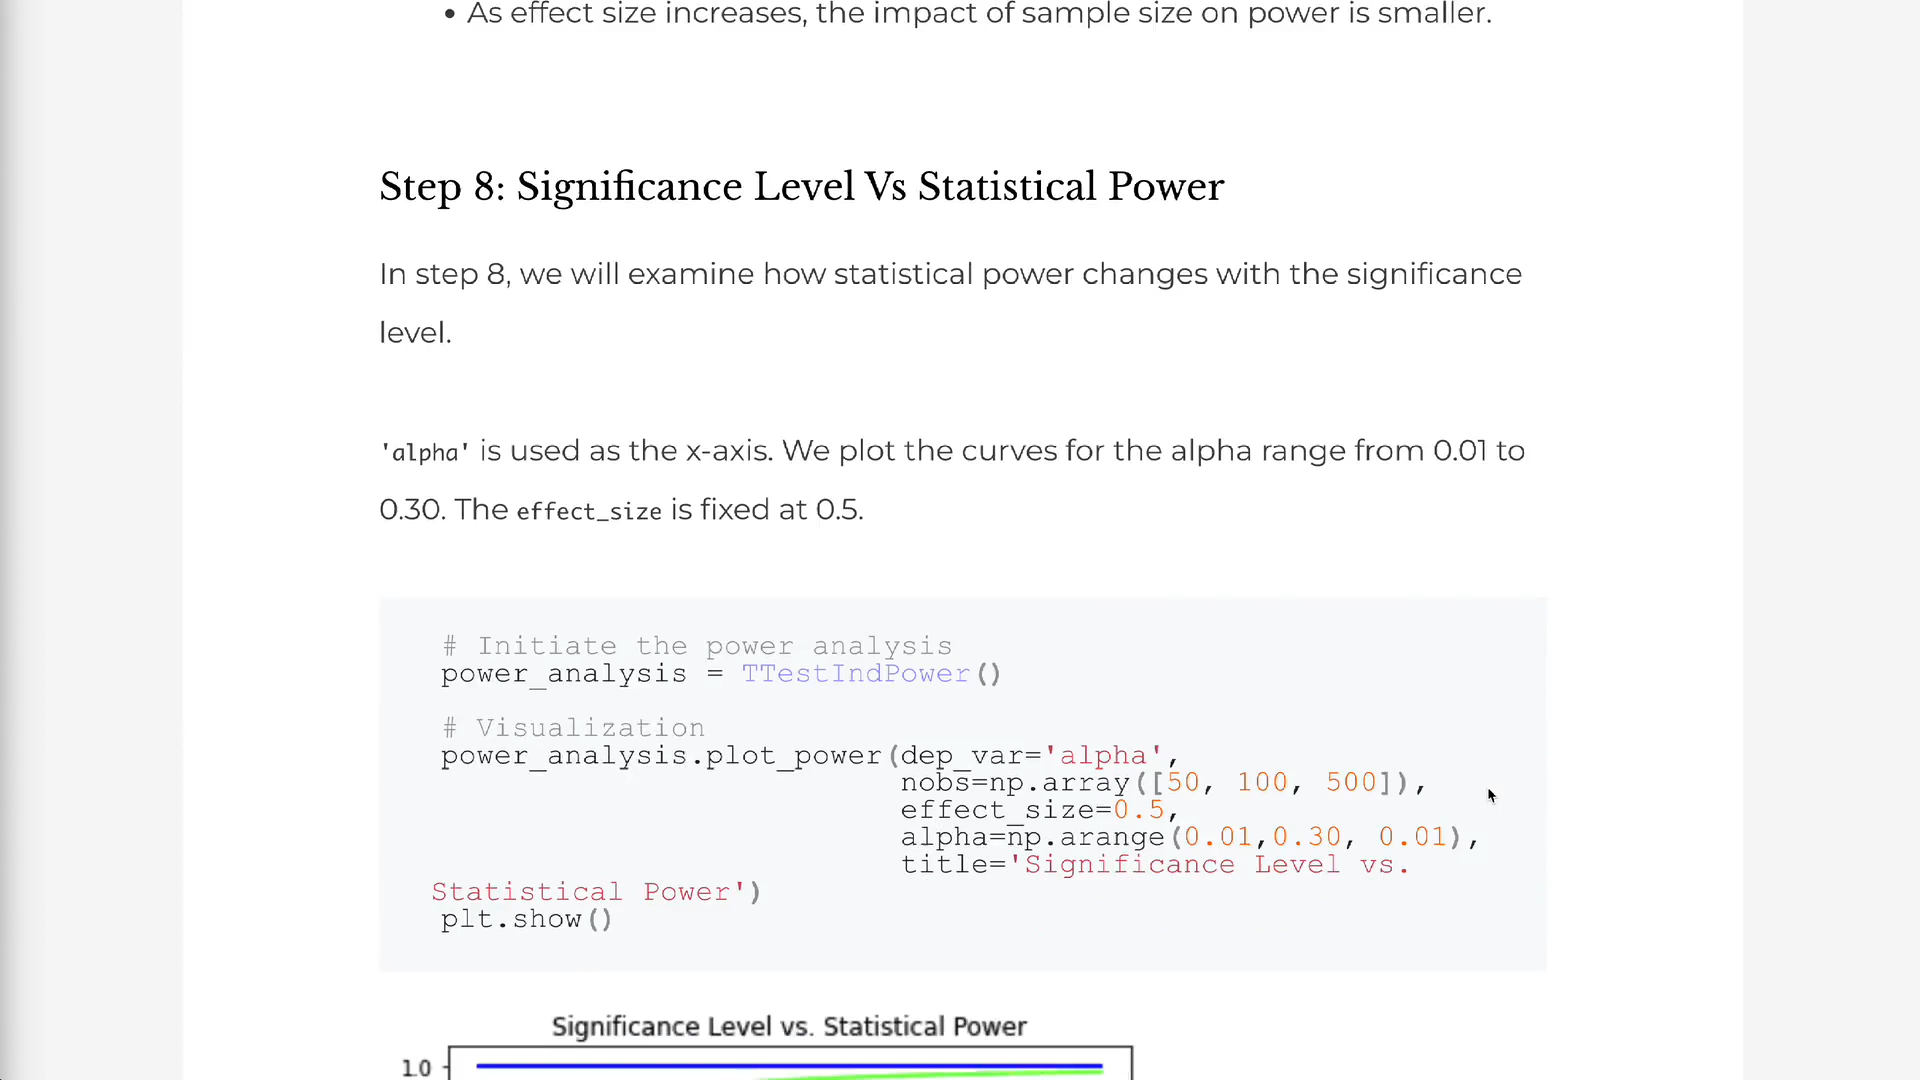 • As effect size increases, the impact of sample size on power is smaller.
Step 8: Significance Level Vs Statistical Power
In step 8, we will examine how statistical power changes with the significance
level.
'alpha' is used as the x-axis. We plot the curves for the alpha range from 0.01 to
0.30. The effect_size is fixed at 0.5.
# Initiate the power analysis
power_analysis = TTestIndPower()
# Visualization
power_analysis.plot_power(dep_var='alpha',
nobs=np.array([50, 100, 500]),
effect_size=0.5,
alpha=np.arange(0.01,0.30, 0.01),
title='Significance Level vs.
Statistical Power')
plt.show()
Significance Level vs. Statistical Power
1.0